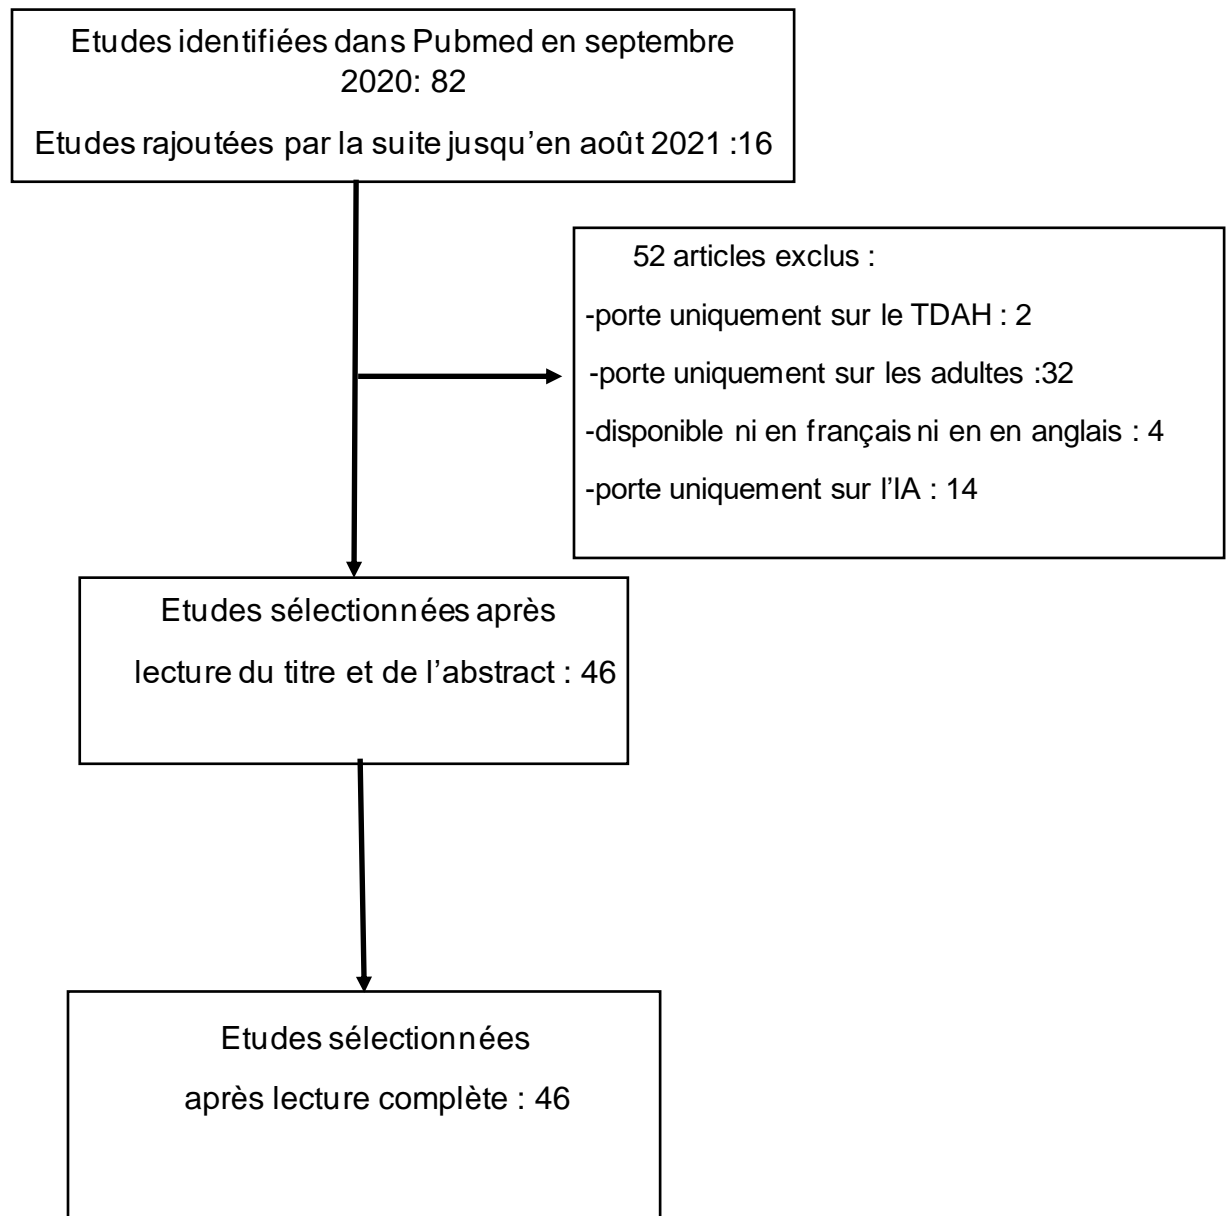 Etudes identifiées dans Pubmed en septembre
2020: 82
Etudes rajoutées par la suite jusqu'en août 2021 :16
52 articles exclus :
-porte uniquement sur le TDAH : 2
-porte uniquement sur les adultes :32
-disponible ni en français ni en en anglais : 4
-porte uniquement sur l'IA : 14
Etudes sélectionnées après
lecture du titre et de l'abstract : 46
Etudes sélectionnées
après lecture complète : 46